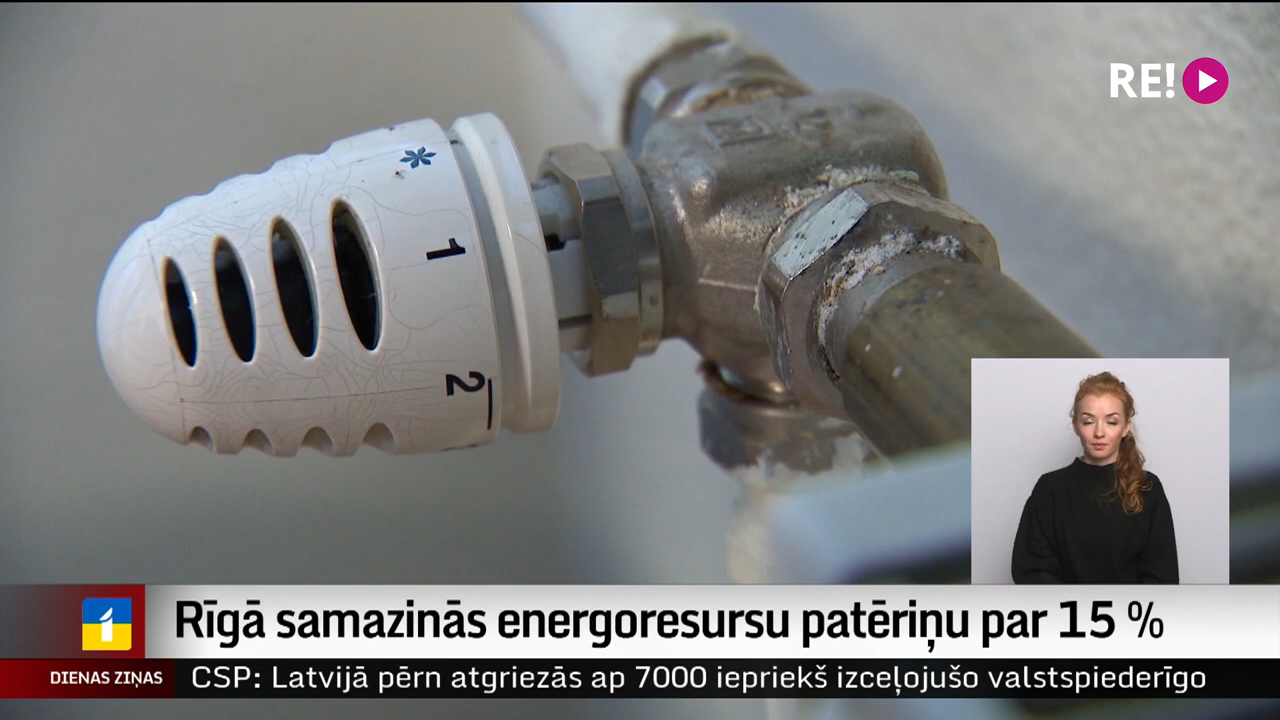 RE!
*
1
2
1
Rīgā samazinās energoresursu patēriņu par 15 %
DIENAS ZIŅAS
CSP: Latvijā pērn atgriezās ap 7000 iepriekš izceļojušo valstspiederīgo